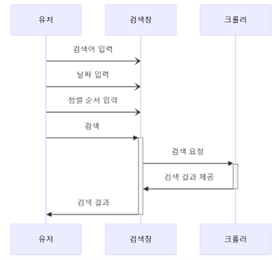 유저 검색창 크롤러
검색어 입력
날짜 입력
정렬 순서 입력
검색
검색 요청
검색 결과 제공
검색 결과
유저 검색창 크롤러